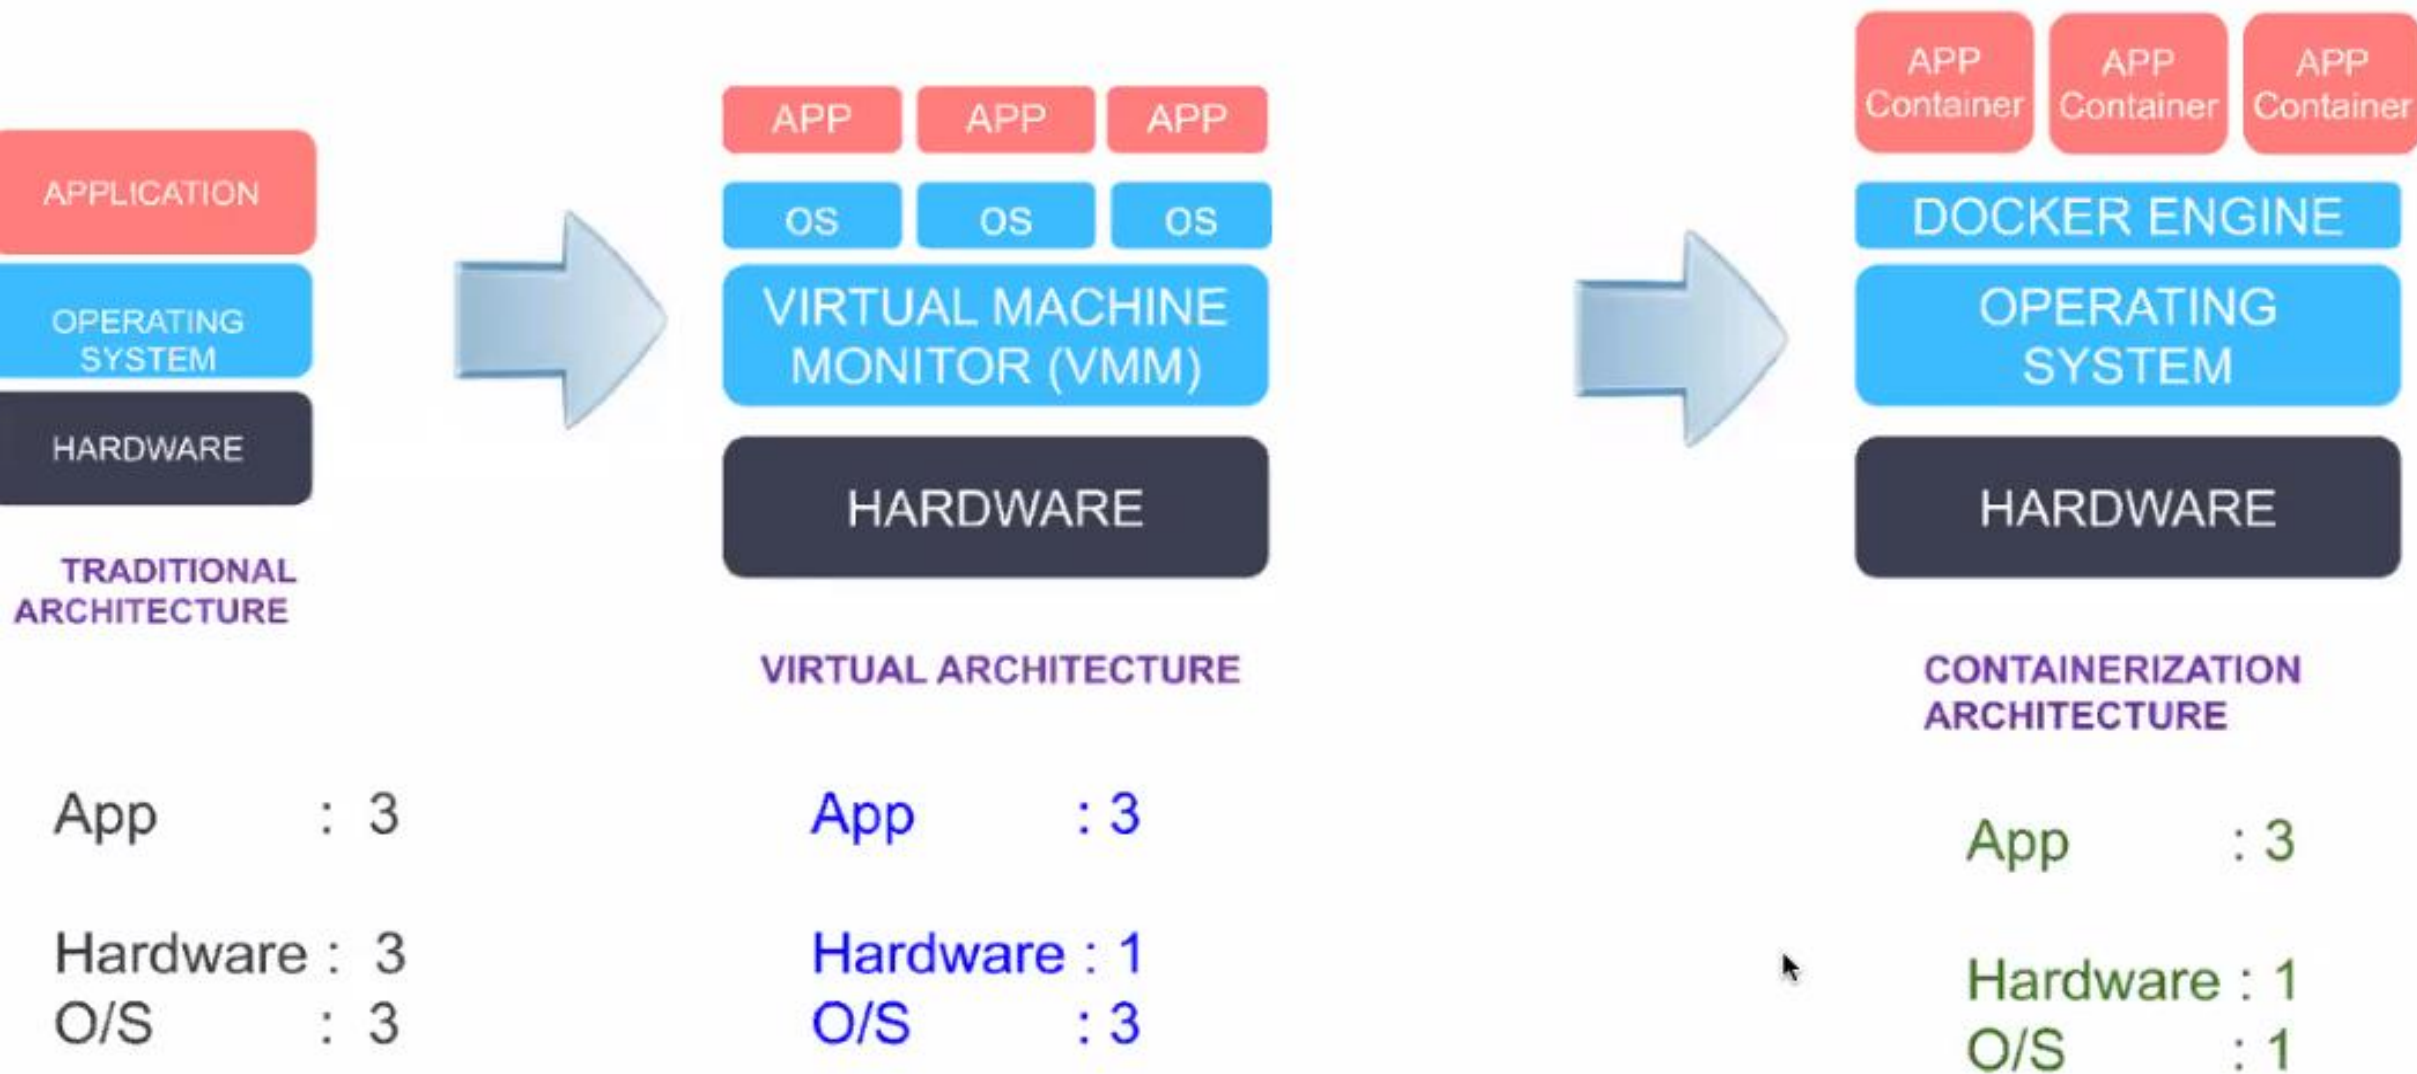 APPLICATION
OPERATING
SYSTEM
HARDWARE
TRADITIONAL
ARCHITECTURE
App : 3
Hardware : 3
O/S : 3
APP APP APP
OS OS OS
VIRTUAL MACHINE
MONITOR (VMM)
HARDWARE
VIRTUAL ARCHITECTURE
App : 3
Hardware : 1
O/S : 3
APP APP APP
Container Container Container
DOCKER ENGINE
OPERATING
SYSTEM
HARDWARE
CONTAINERIZATION
ARCHITECTURE
App : 3
Hardware : 1
O/S : 1